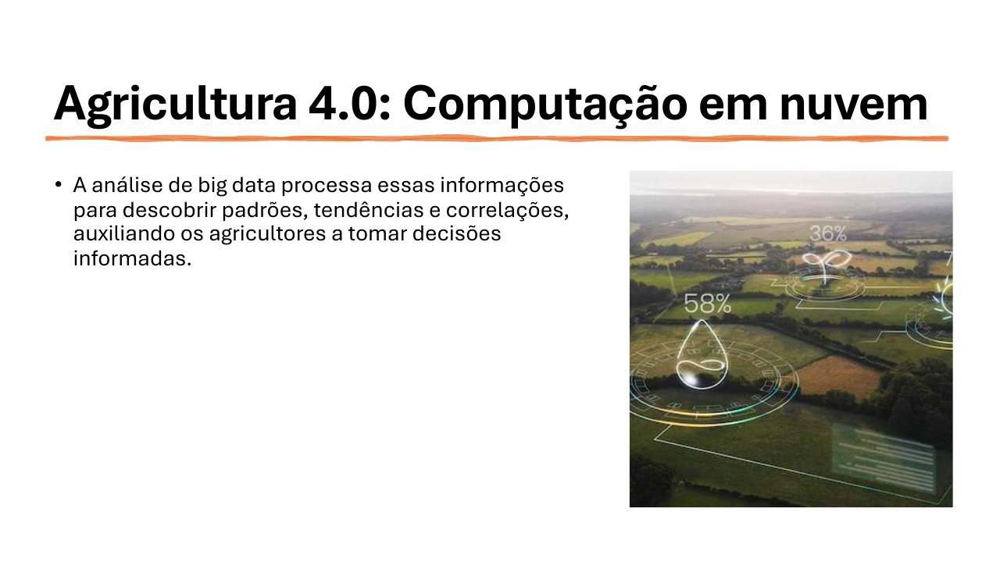 Agricultura 4.0: Computação em nuvem
• A análise de big data processa essas informações
para descobrir padrões, tendências e correlações,
auxiliando os agricultores a tomar decisões
informadas.
36%
58%